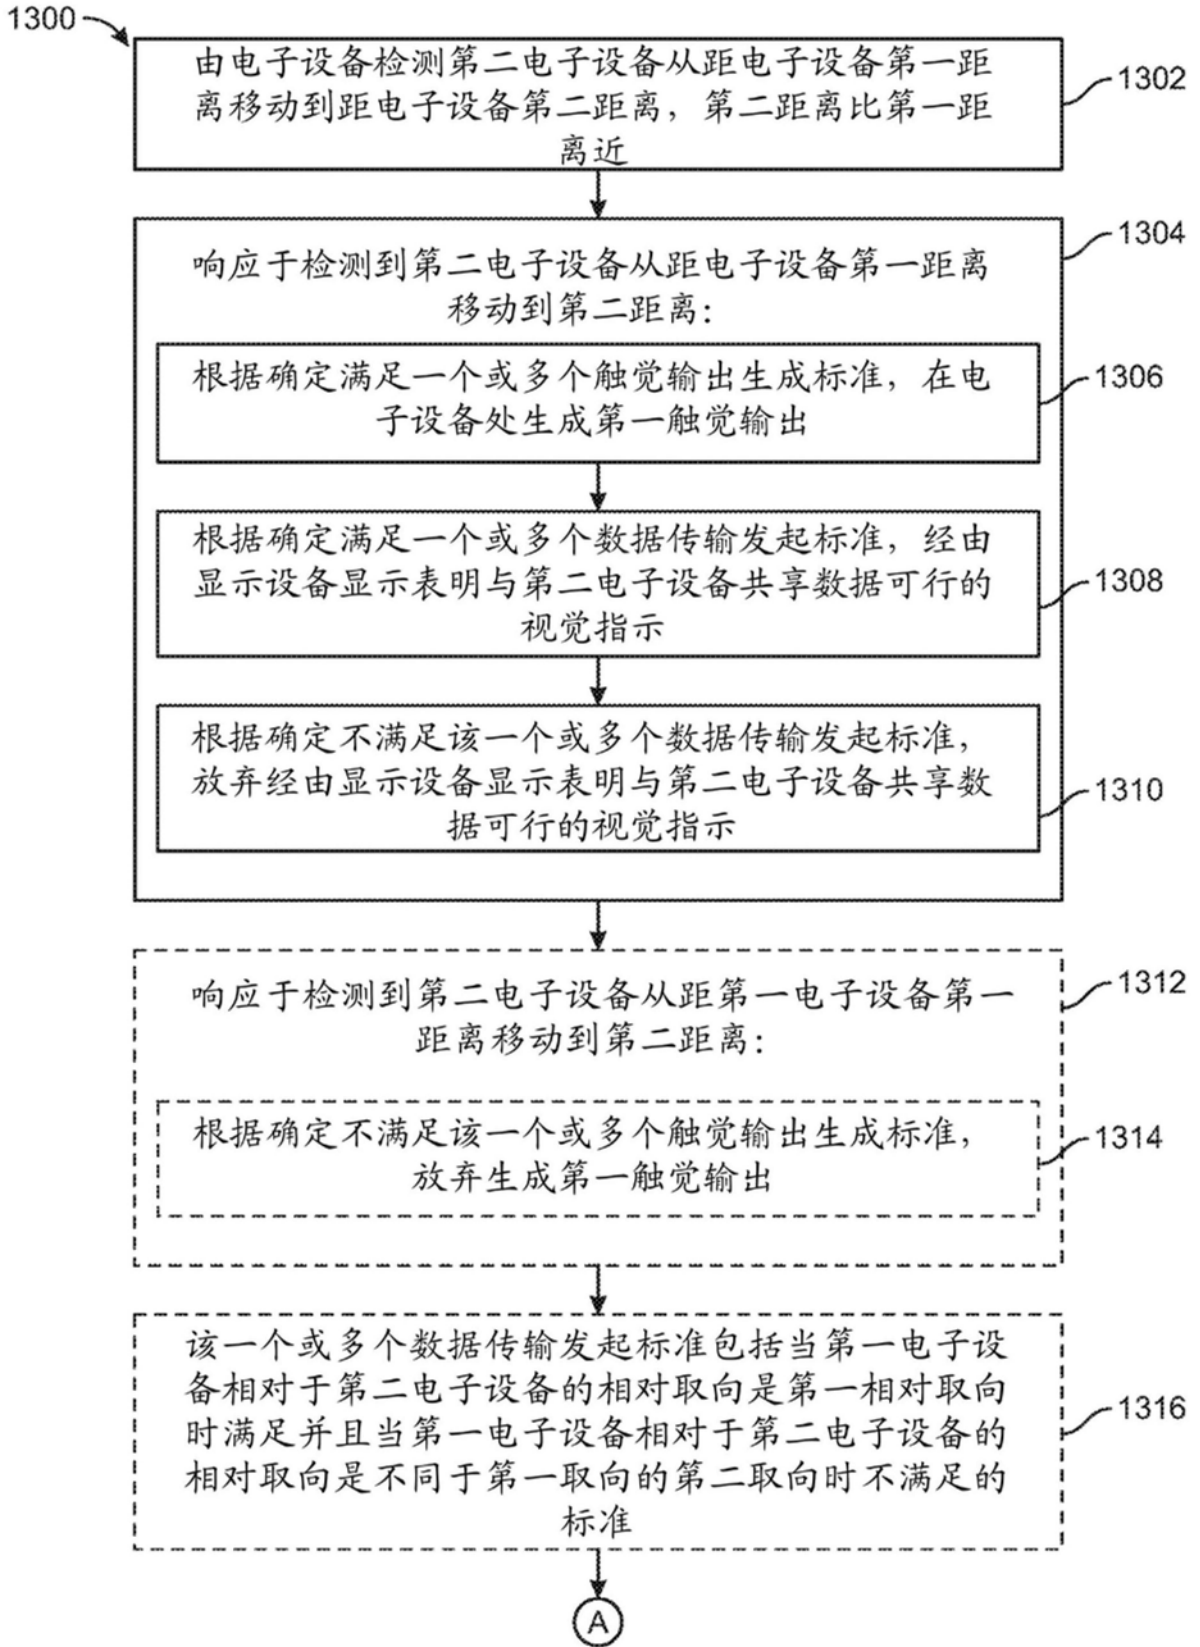 1300
由电子设备检测第二电子设备从距电子设备第一距
离移动到距电子设备第二距离，第二距离比第一距
离近
1302
响应于检测到第二电子设备从距电子设备第一距离
移动到第二距离：
1304
根据确定满足一个或多个触觉输出生成标准，在电
子设备处生成第一触觉输出
1306
根据确定满足一个或多个数据传输发起标准，经由
显示设备显示表明与第二电子设备共享数据可行的
视觉指示
1308
根据确定不满足该一个或多个数据传输发起标准，
放弃经由显示设备显示表明与第二电子设备共享数
据可行的视觉指示
1310
响应于检测到第二电子设备从距第一电子设备第一
距离移动到第二距离：
1312
根据确定不满足该一个或多个触觉输出生成标准，
放弃生成第一触觉输出
1314
该一个或多个数据传输发起标准包括当第一电子设
备相对于第二电子设备的相对取向是第一相对取向
时满足并且当第一电子设备相对于第二电子设备的
相对取向是不同于第一取向的第二取向时不满足的
标准
1316
A